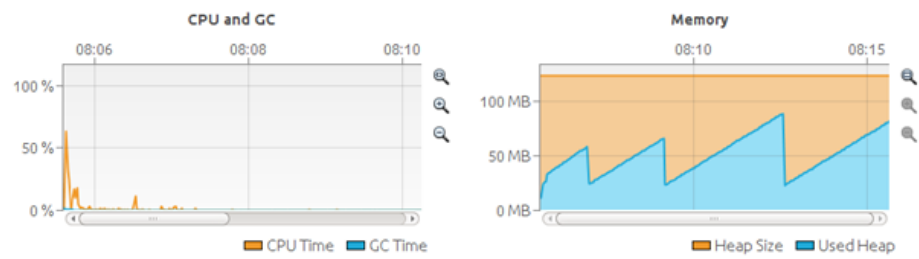 CPU and GC
08:06 08:08 08:10
100 %
50 %
0 %
CPU Time GC Time
Memory
08:10 08:15
100 MB
50 MB
0 MB
Heap Size Used Heap